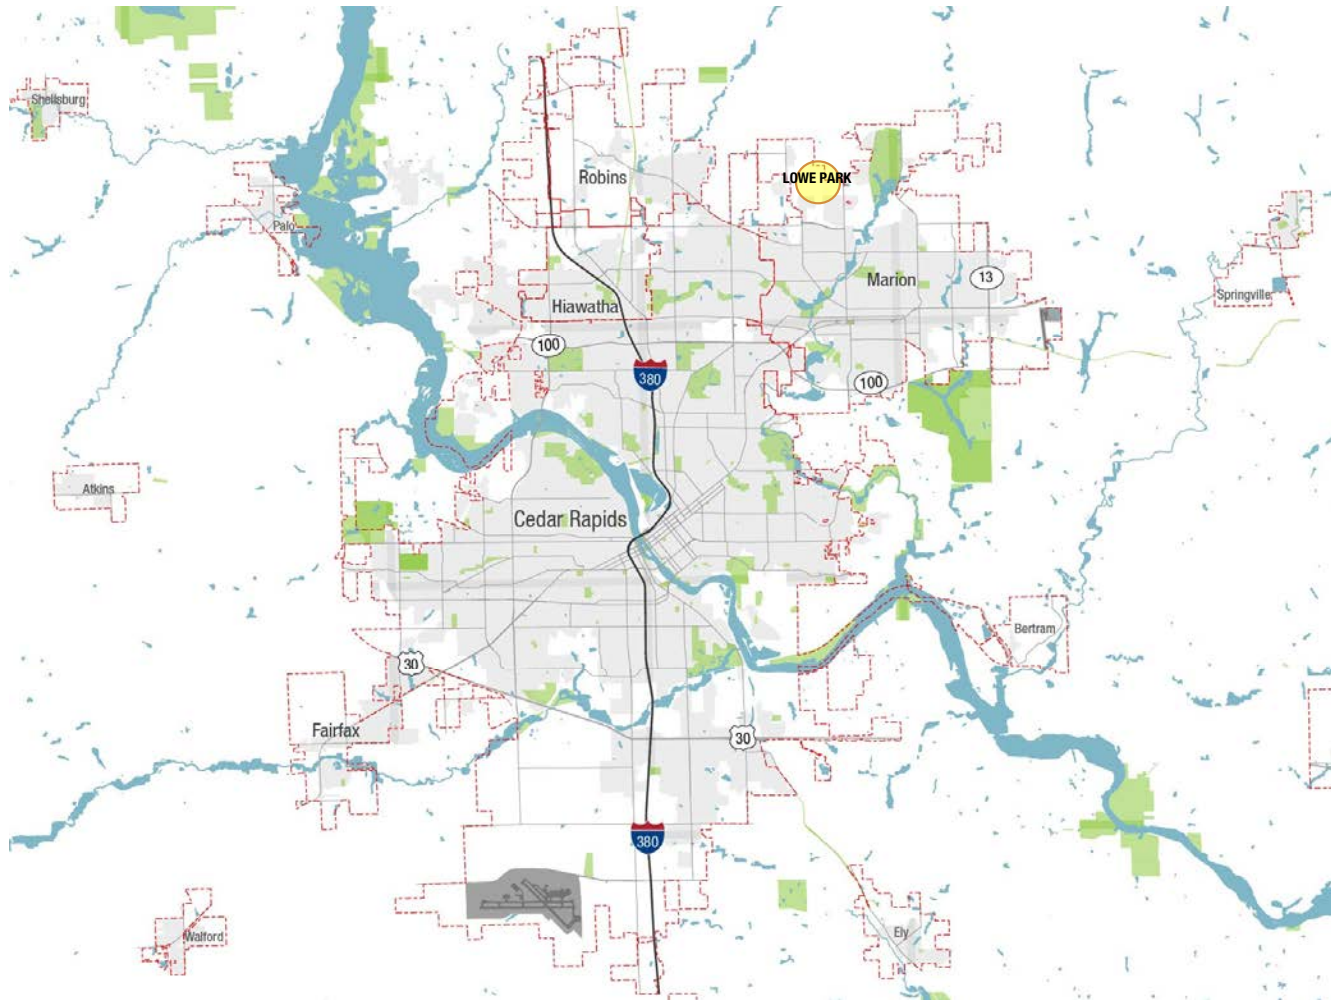 Shellsburg
Robins
LOWE PARK
Palo
Marion
13
Springville
Hiawatha
100
380
100
Atkins
Cedar Rapids
Bertram
30
Fairfax
30
380
Walford
Ely